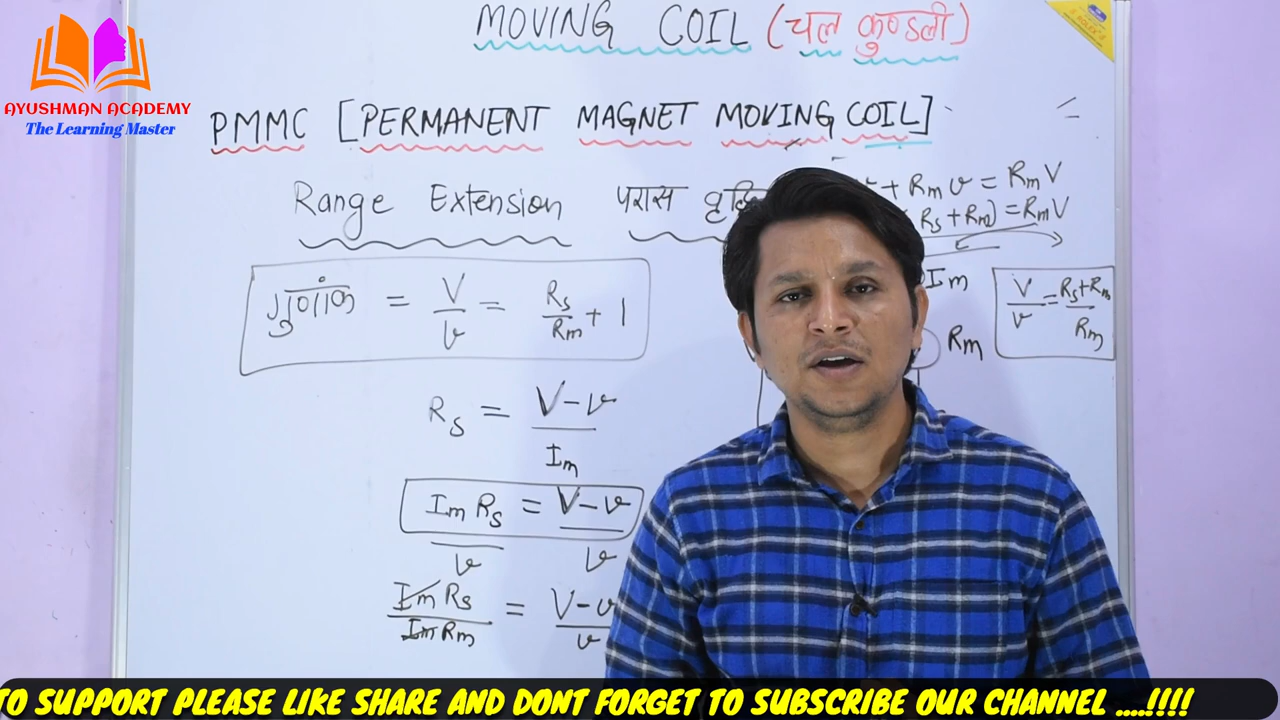 MOVING COIL (चल कुण्डली)
AYUSHMAN ACADEMY
The Learning Master
PMMC [PERMANENT MAGNET MOVING COIL]
Range Extension परास
+ Rm v = Rm V
Rs + Rm) = Rm V
गुणांक = V/v = Rs/Rm + 1
Im
V/v = Rs+Rm/Rm
Rm
Rs = V-v/Im
Im Rs/v = V-v/v
Im Rs/Im Rm = V-v/v
TO SUPPORT PLEASE LIKE SHARE AND DONT FORGET TO SUBSCRIBE OUR CHANNEL ....!!!!